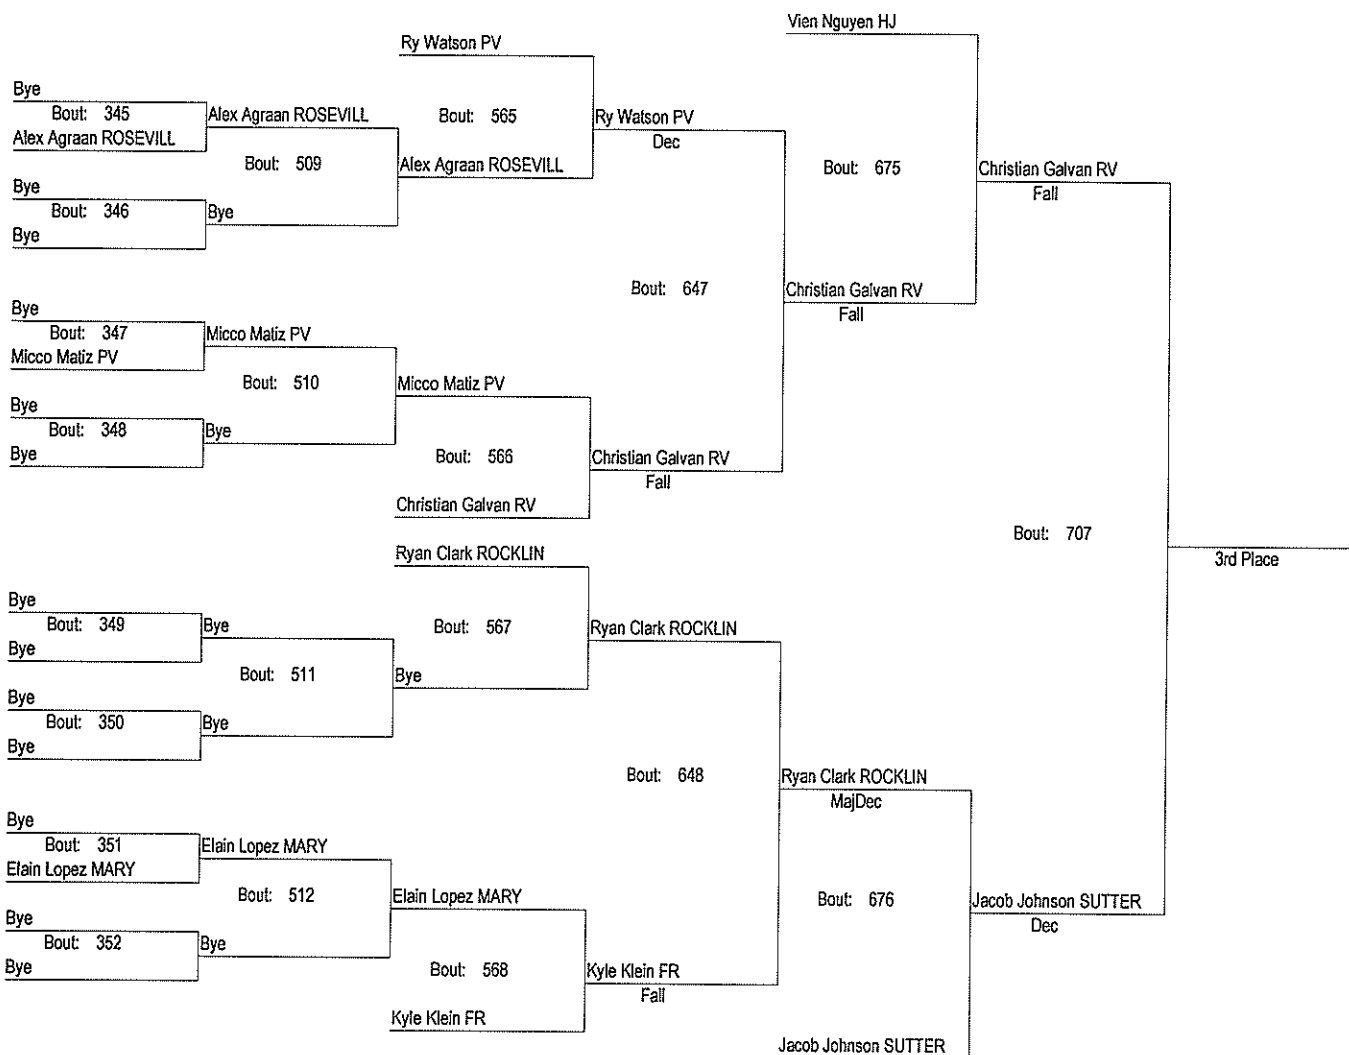 Vien Nguyen HJ
Ry Watson PV
Bye
Bout: 345
Alex Agraan ROSEVILL
Alex Agraan ROSEVILL
Bout: 565
Ry Watson PV
Dec
Bout: 509
Alex Agraan ROSEVILL
Bout: 675
Christian Galvan RV
Fall
Bye
Bout: 346
Bye
Bye
Bout: 647
Christian Galvan RV
Fall
Bye
Bout: 347
Micco Matiz PV
Micco Matiz PV
Bout: 510
Micco Matiz PV
Bye
Bout: 348
Bye
Bye
Bout: 566
Christian Galvan RV
Fall
Christian Galvan RV
Bout: 707
3rd Place
Ryan Clark ROCKLIN
Bye
Bout: 349
Bye
Bye
Bout: 567
Ryan Clark ROCKLIN
Bout: 511
Bye
Bye
Bout: 350
Bye
Bye
Bout: 648
Ryan Clark ROCKLIN
MajDec
Bye
Bout: 351
Elain Lopez MARY
Elain Lopez MARY
Bout: 512
Elain Lopez MARY
Bout: 676
Jacob Johnson SUTTER
Dec
Bye
Bout: 352
Bye
Bye
Bout: 568
Kyle Klein FR
Fall
Kyle Klein FR
Jacob Johnson SUTTER